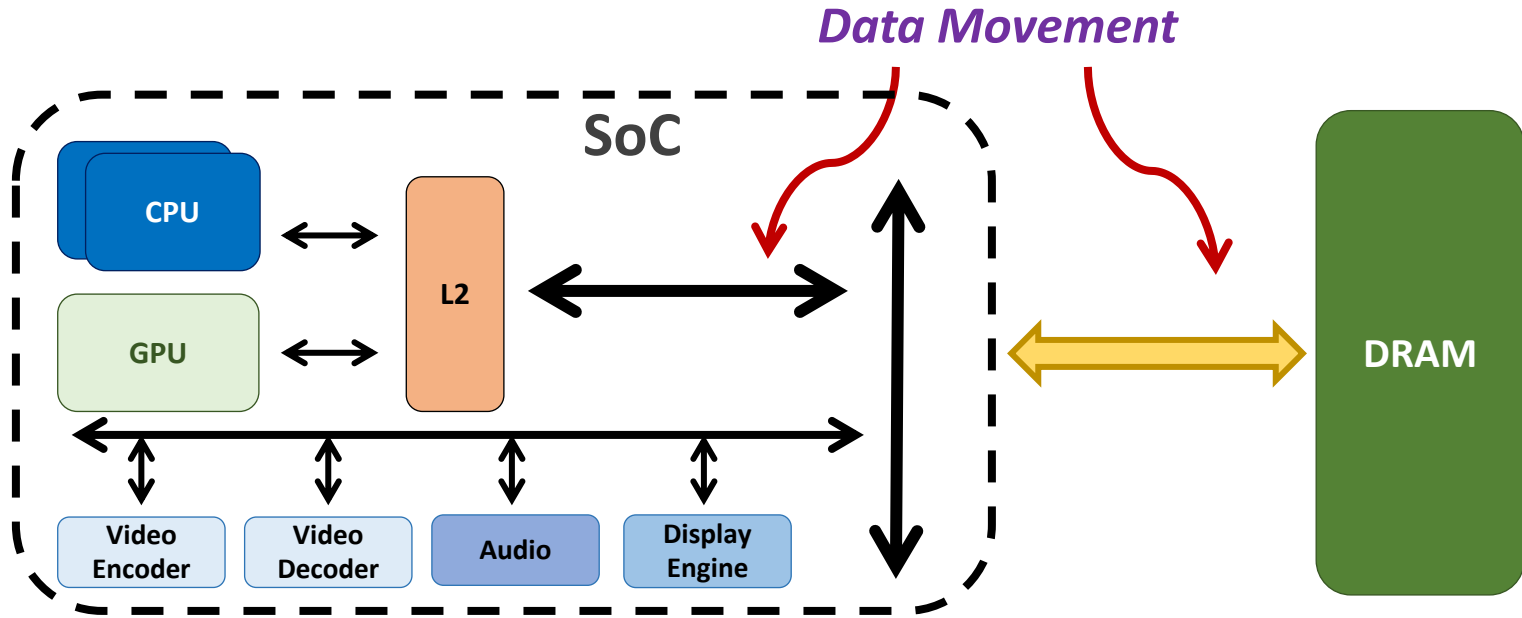 Data Movement
SoC
CPU
L2
GPU
DRAM
Video
Encoder
Video
Decoder
Audio
Display
Engine